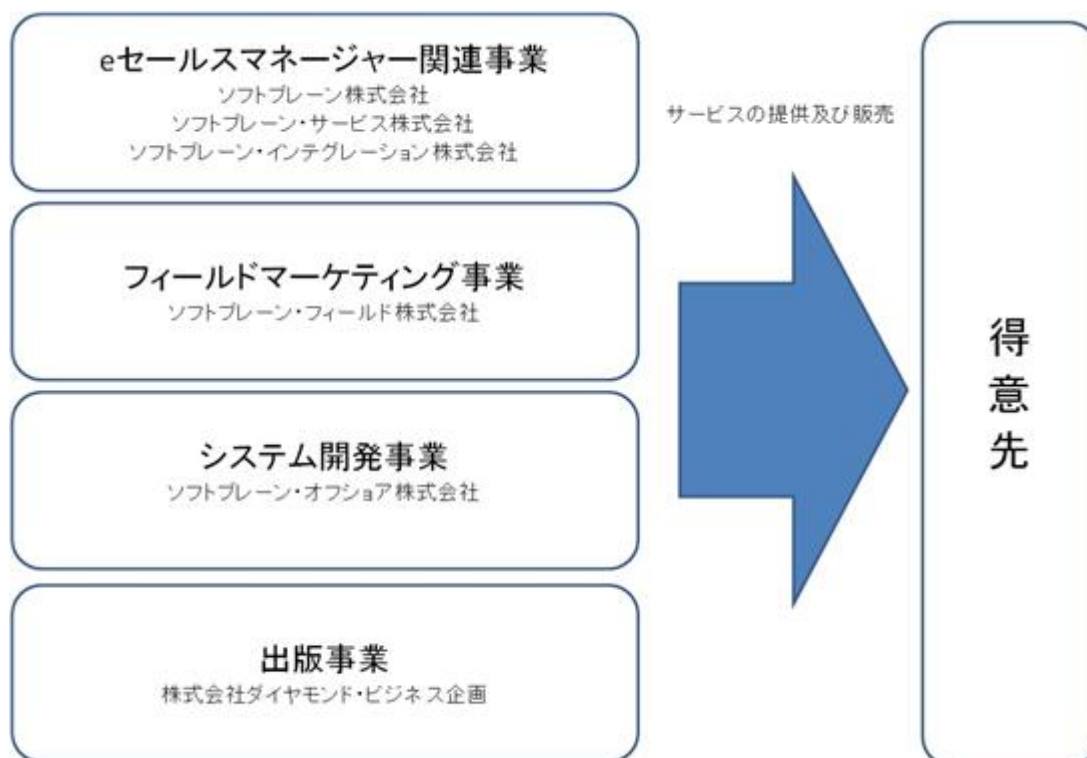 eセールスマネージャー関連事業
ソフトブレーン株式会社
ソフトブレーン・サービス株式会社
ソフトブレーン・インテグレーション株式会社
フィールドマーケティング事業
ソフトブレーン・フィールド株式会社
システム開発事業
ソフトブレーン・オフショア株式会社
出版事業
株式会社ダイヤモンド・ビジネス企画
サービスの提供及び販売
得意先